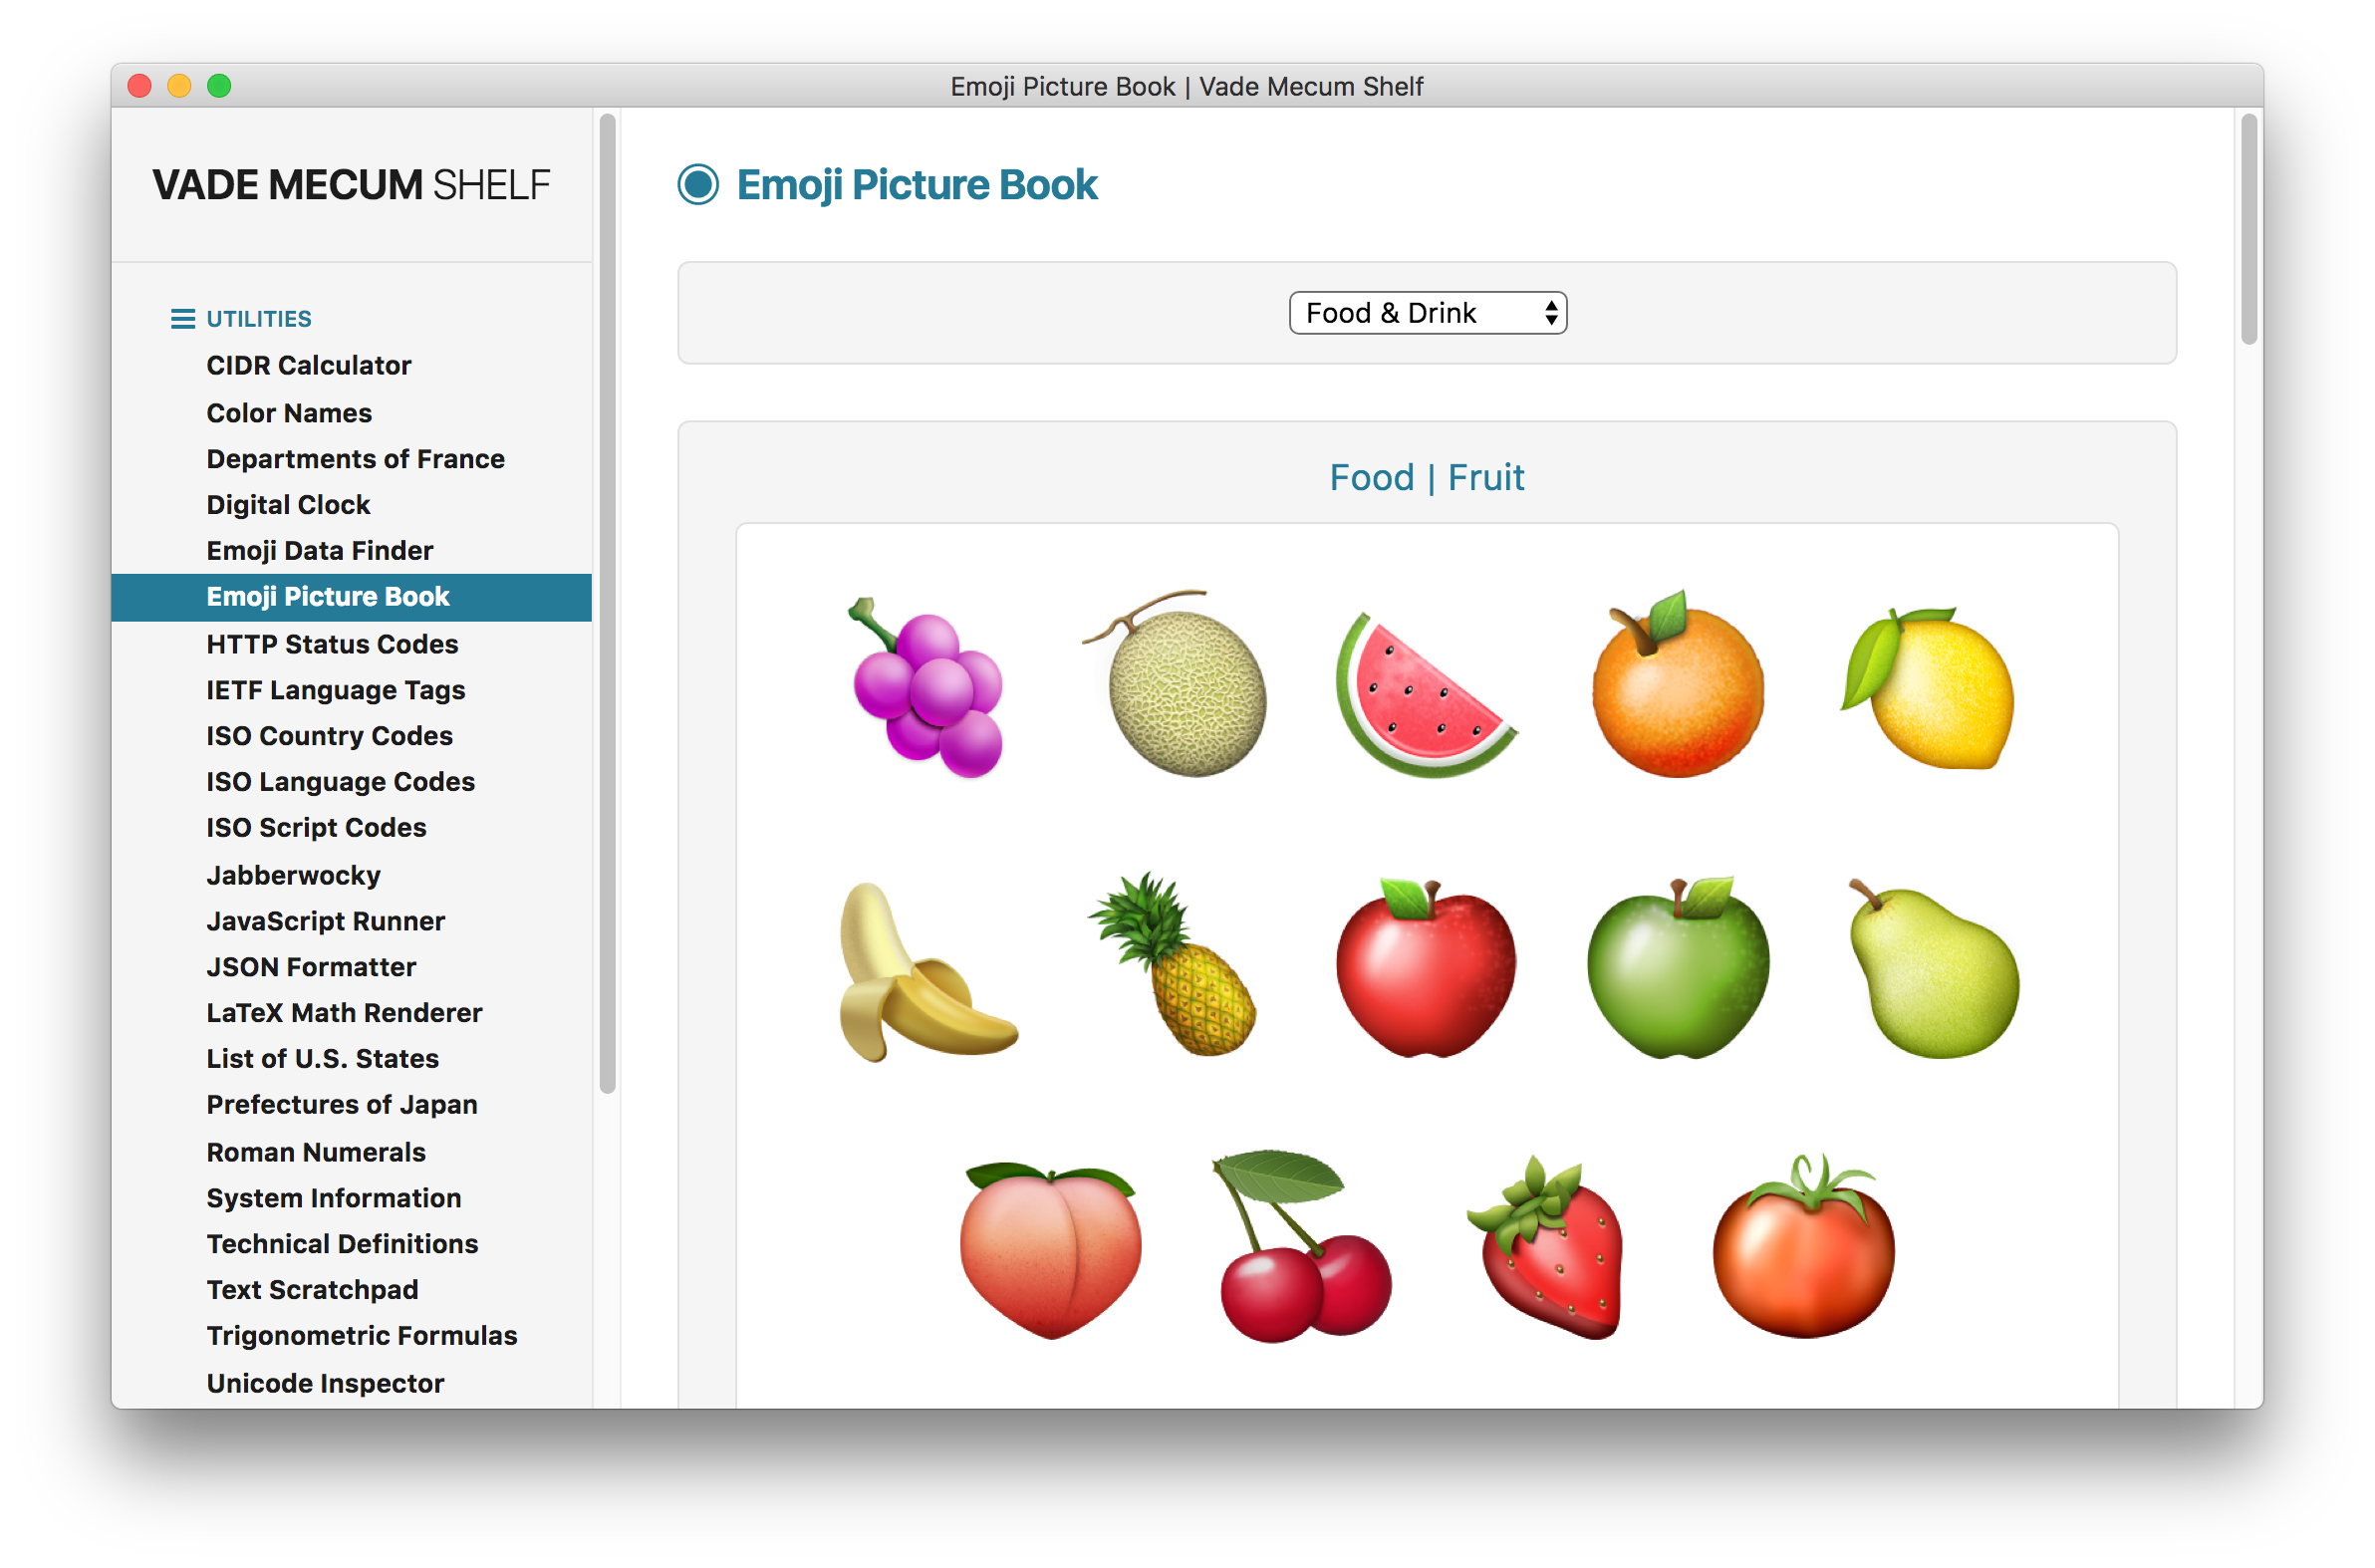 Emoji Picture Book | Vade Mecum Shelf
VADE MECUM SHELF
UTILITIES
CIDR Calculator
Color Names
Departments of France
Digital Clock
Emoji Data Finder
Emoji Picture Book
HTTP Status Codes
IETF Language Tags
ISO Country Codes
ISO Language Codes
ISO Script Codes
Jabberwocky
JavaScript Runner
JSON Formatter
LaTeX Math Renderer
List of U.S. States
Prefectures of Japan
Roman Numerals
System Information
Technical Definitions
Text Scratchpad
Trigonometric Formulas
Unicode Inspector
Emoji Picture Book
Food & Drink
Food | Fruit